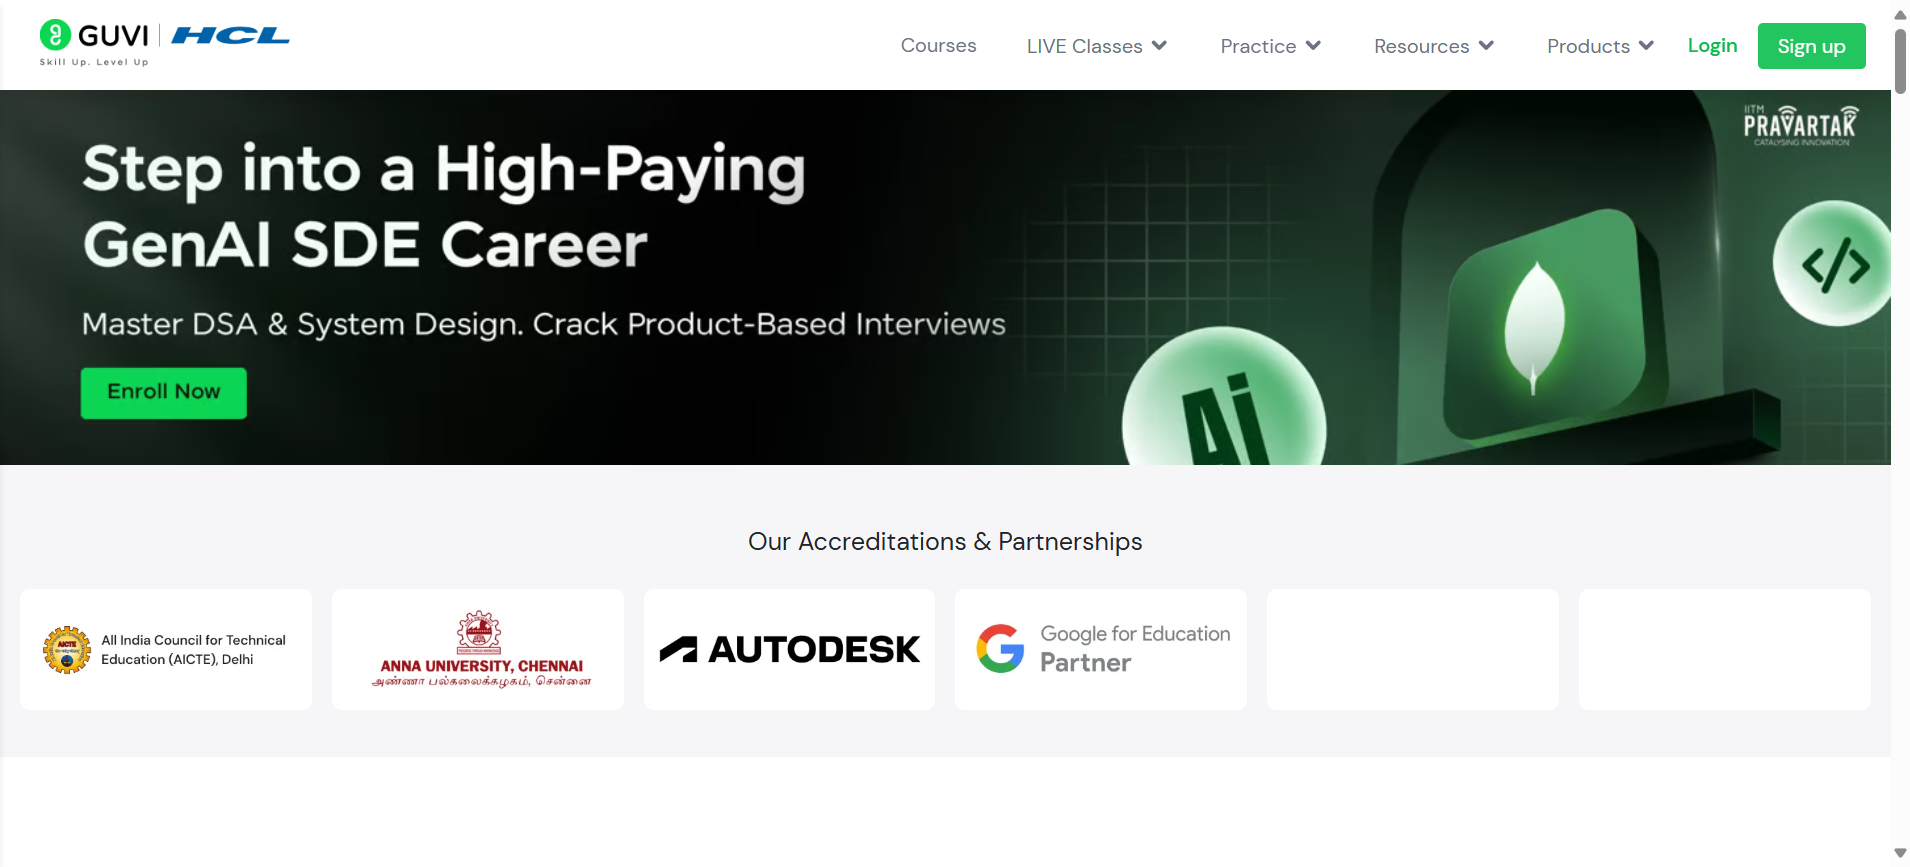 GUVI | HCL
Skill Up. Level Up
Courses
LIVE Classes
Practice
Resources
Products
Login
Sign up
IITM
PRAVARTAK
CATALYSING INNOVATION
Step into a High-Paying
GenAI SDE Career
Master DSA & System Design. Crack Product-Based Interviews
Enroll Now
</>
Ai
Our Accreditations & Partnerships
AICTE
All India Council for Technical
Education (AICTE), Delhi
ANNA UNIVERSITY, CHENNAI
அண்ணா பல்கலைக்கழகம், சென்னை
AUTODESK
Google for Education
Partner